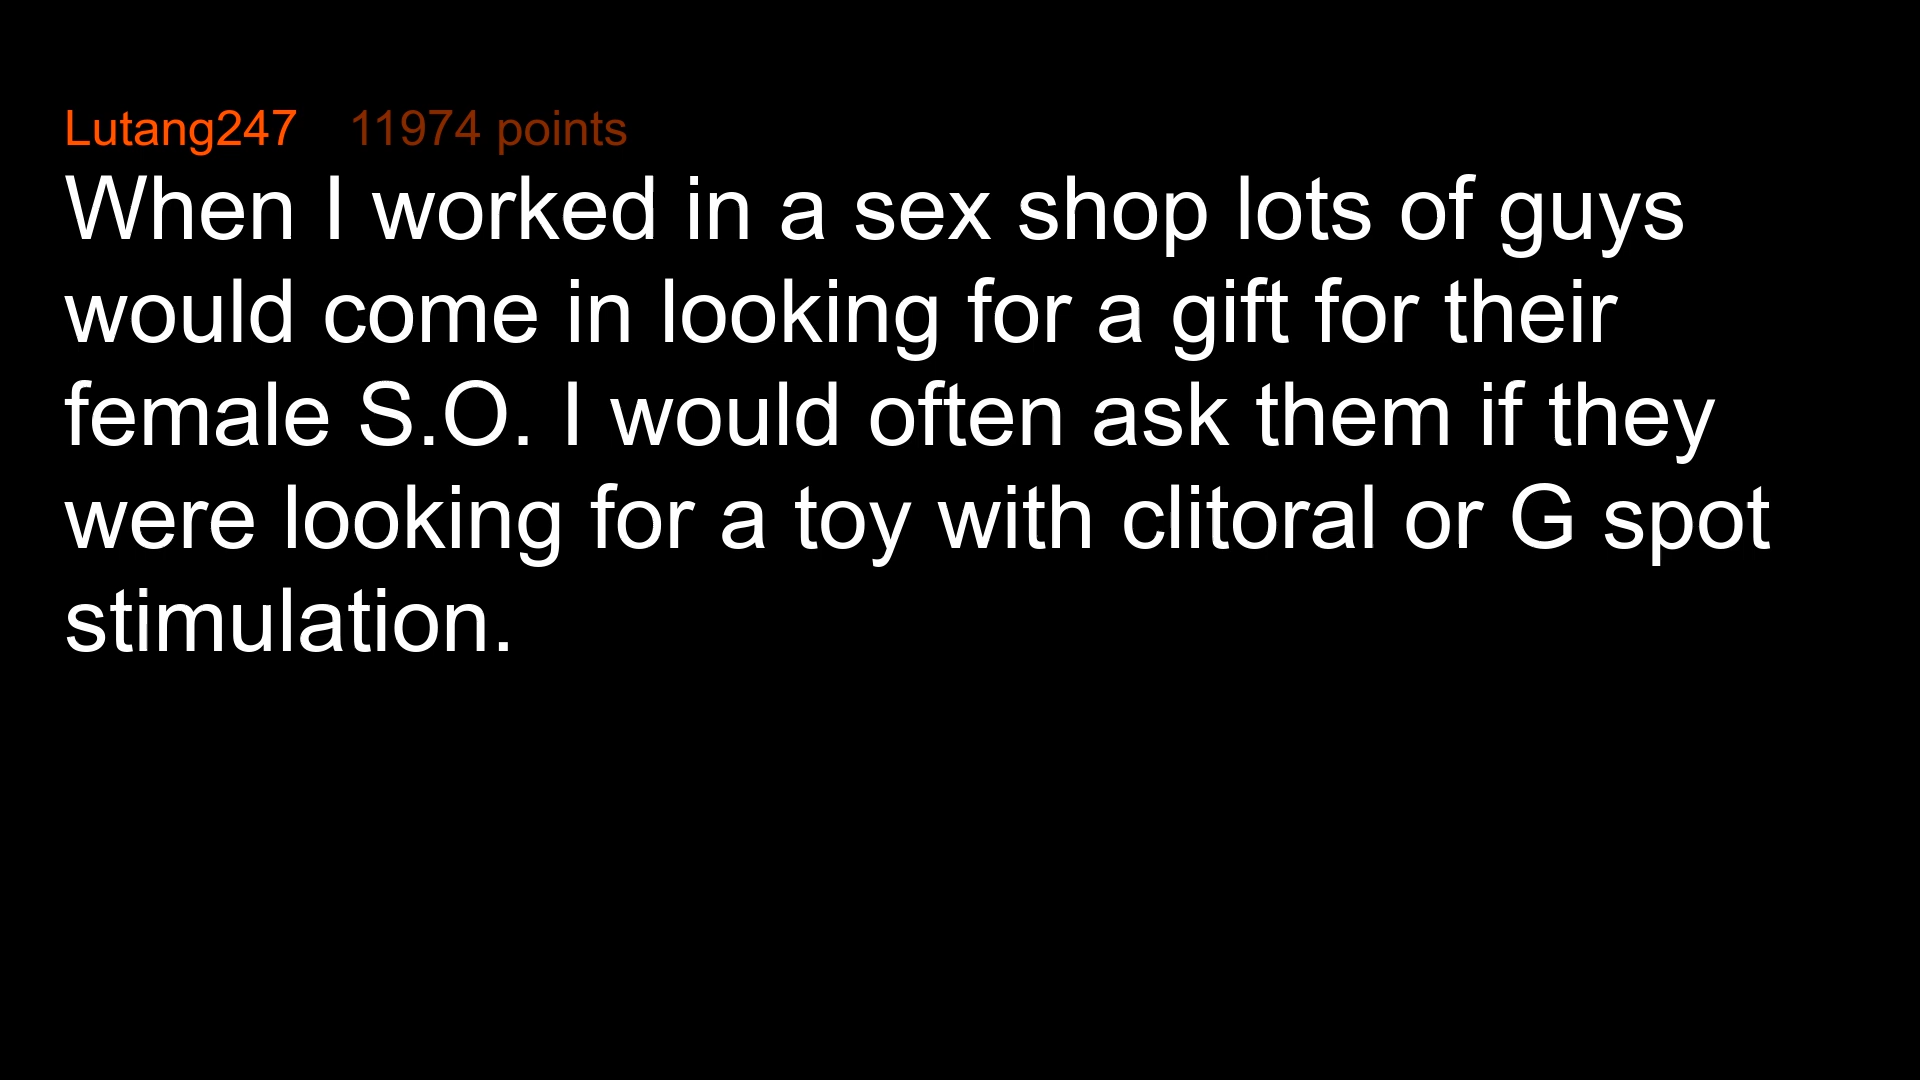 Lutang247 11974 points
When I worked in a sex shop lots of guys
would come in looking for a gift for their
female S.O. I would often ask them if they
were looking for a toy with clitoral or G spot
stimulation.